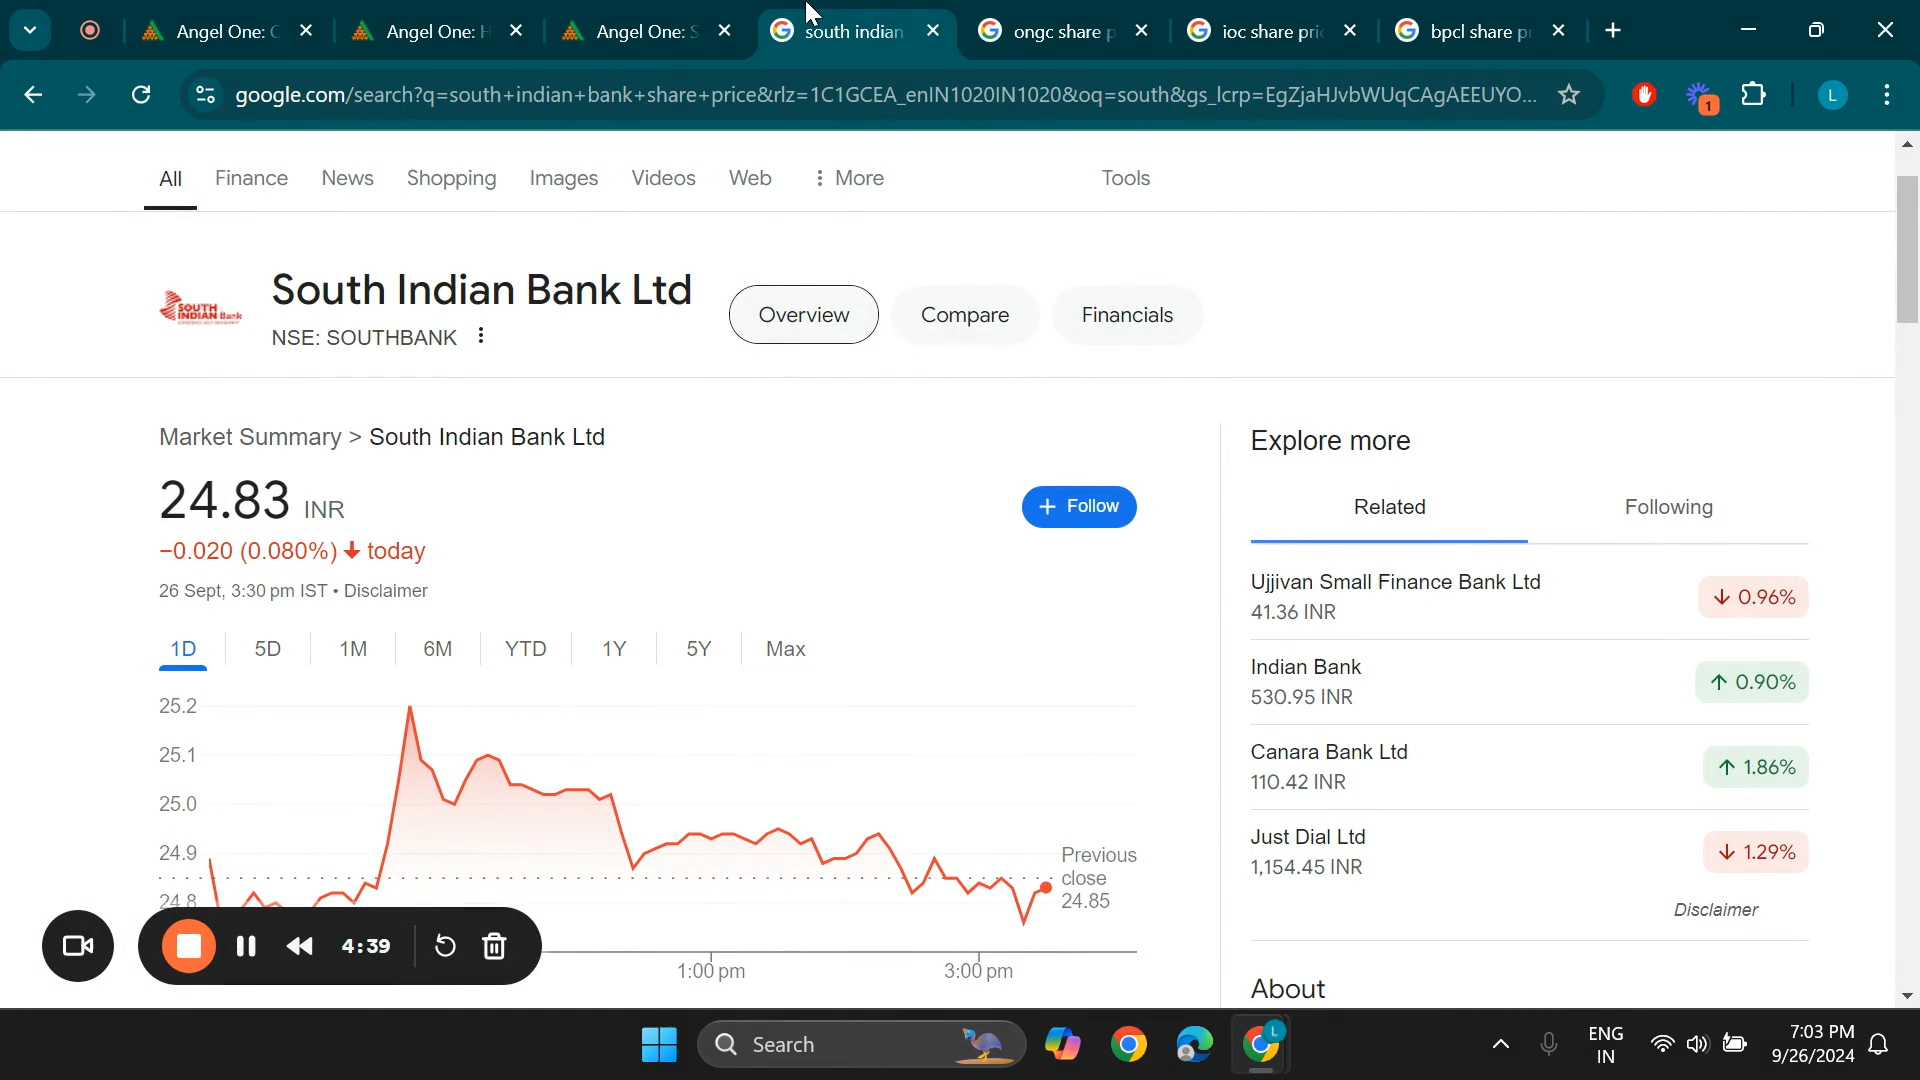 Angel One: C
Angel One: H
Angel One: S
south indian
ongc share p
ioc share pri
bpcl share pr
google.com/search?q=south+indian+bank+share+price&rlz=1C1GCEA_enIN1020IN1020&oq=south&gs_lcrp=EgZjaHJvbWUqCAgAEEUYO...
1
L
All Finance News Shopping Images Videos Web More Tools
SOUTH
INDIAN Bank
South Indian Bank Ltd
NSE: SOUTHBANK
Overview Compare Financials
Market Summary > South Indian Bank Ltd
24.83 INR
+ Follow
−0.020 (0.080%) ↓ today
26 Sept, 3:30 pm IST • Disclaimer
1D 5D 1M 6M YTD 1Y 5Y Max
25.2
25.1
25.0
24.9
24.8
Previous
close
24.85
1:00 pm 3:00 pm
4:39
Explore more
Related Following
Ujjivan Small Finance Bank Ltd
41.36 INR
↓ 0.96%
Indian Bank
530.95 INR
↑ 0.90%
Canara Bank Ltd
110.42 INR
↑ 1.86%
Just Dial Ltd
1,154.45 INR
↓ 1.29%
Disclaimer
About
Search
L
ENG
IN
7:03 PM
9/26/2024